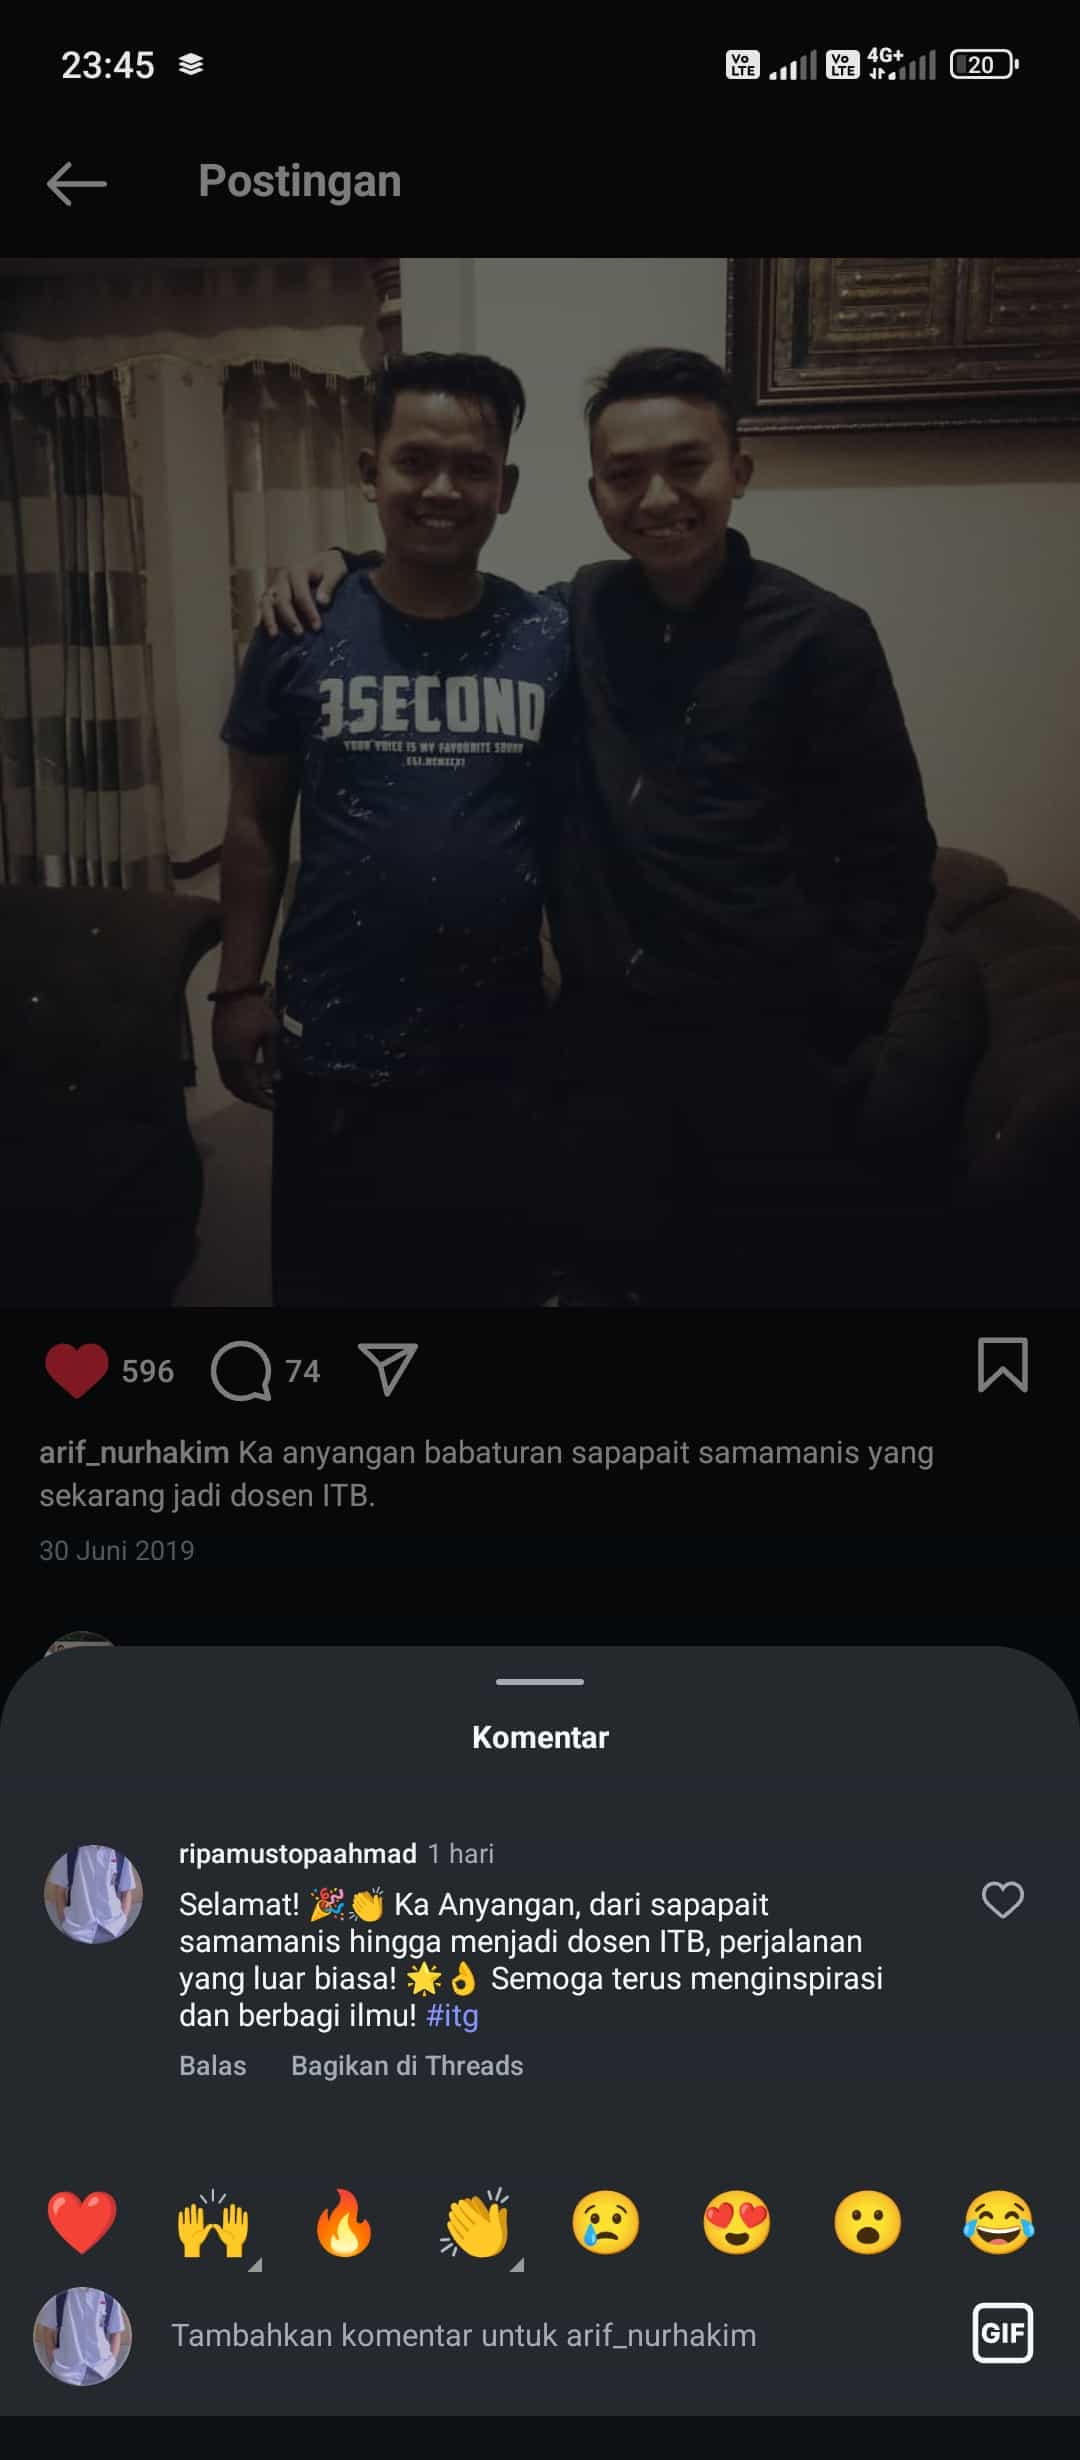 23:45
Vo LTE Vo LTE 4G+ 20
Postingan
3SECOND
YOUR VOICE IS MY FAVOURITE SOUND
596 74
arif_nurhakim Ka anyangan babaturan sapapait samamanis yang
sekarang jadi dosen ITB.
30 Juni 2019
Komentar
ripamustopaahmad 1 hari
Selamat! 🎉👏 Ka Anyangan, dari sapapait
samamanis hingga menjadi dosen ITB, perjalanan
yang luar biasa! 🌟👌 Semoga terus menginspirasi
dan berbagi ilmu! #itg
Balas Bagikan di Threads
Tambahkan komentar untuk arif_nurhakim
GIF